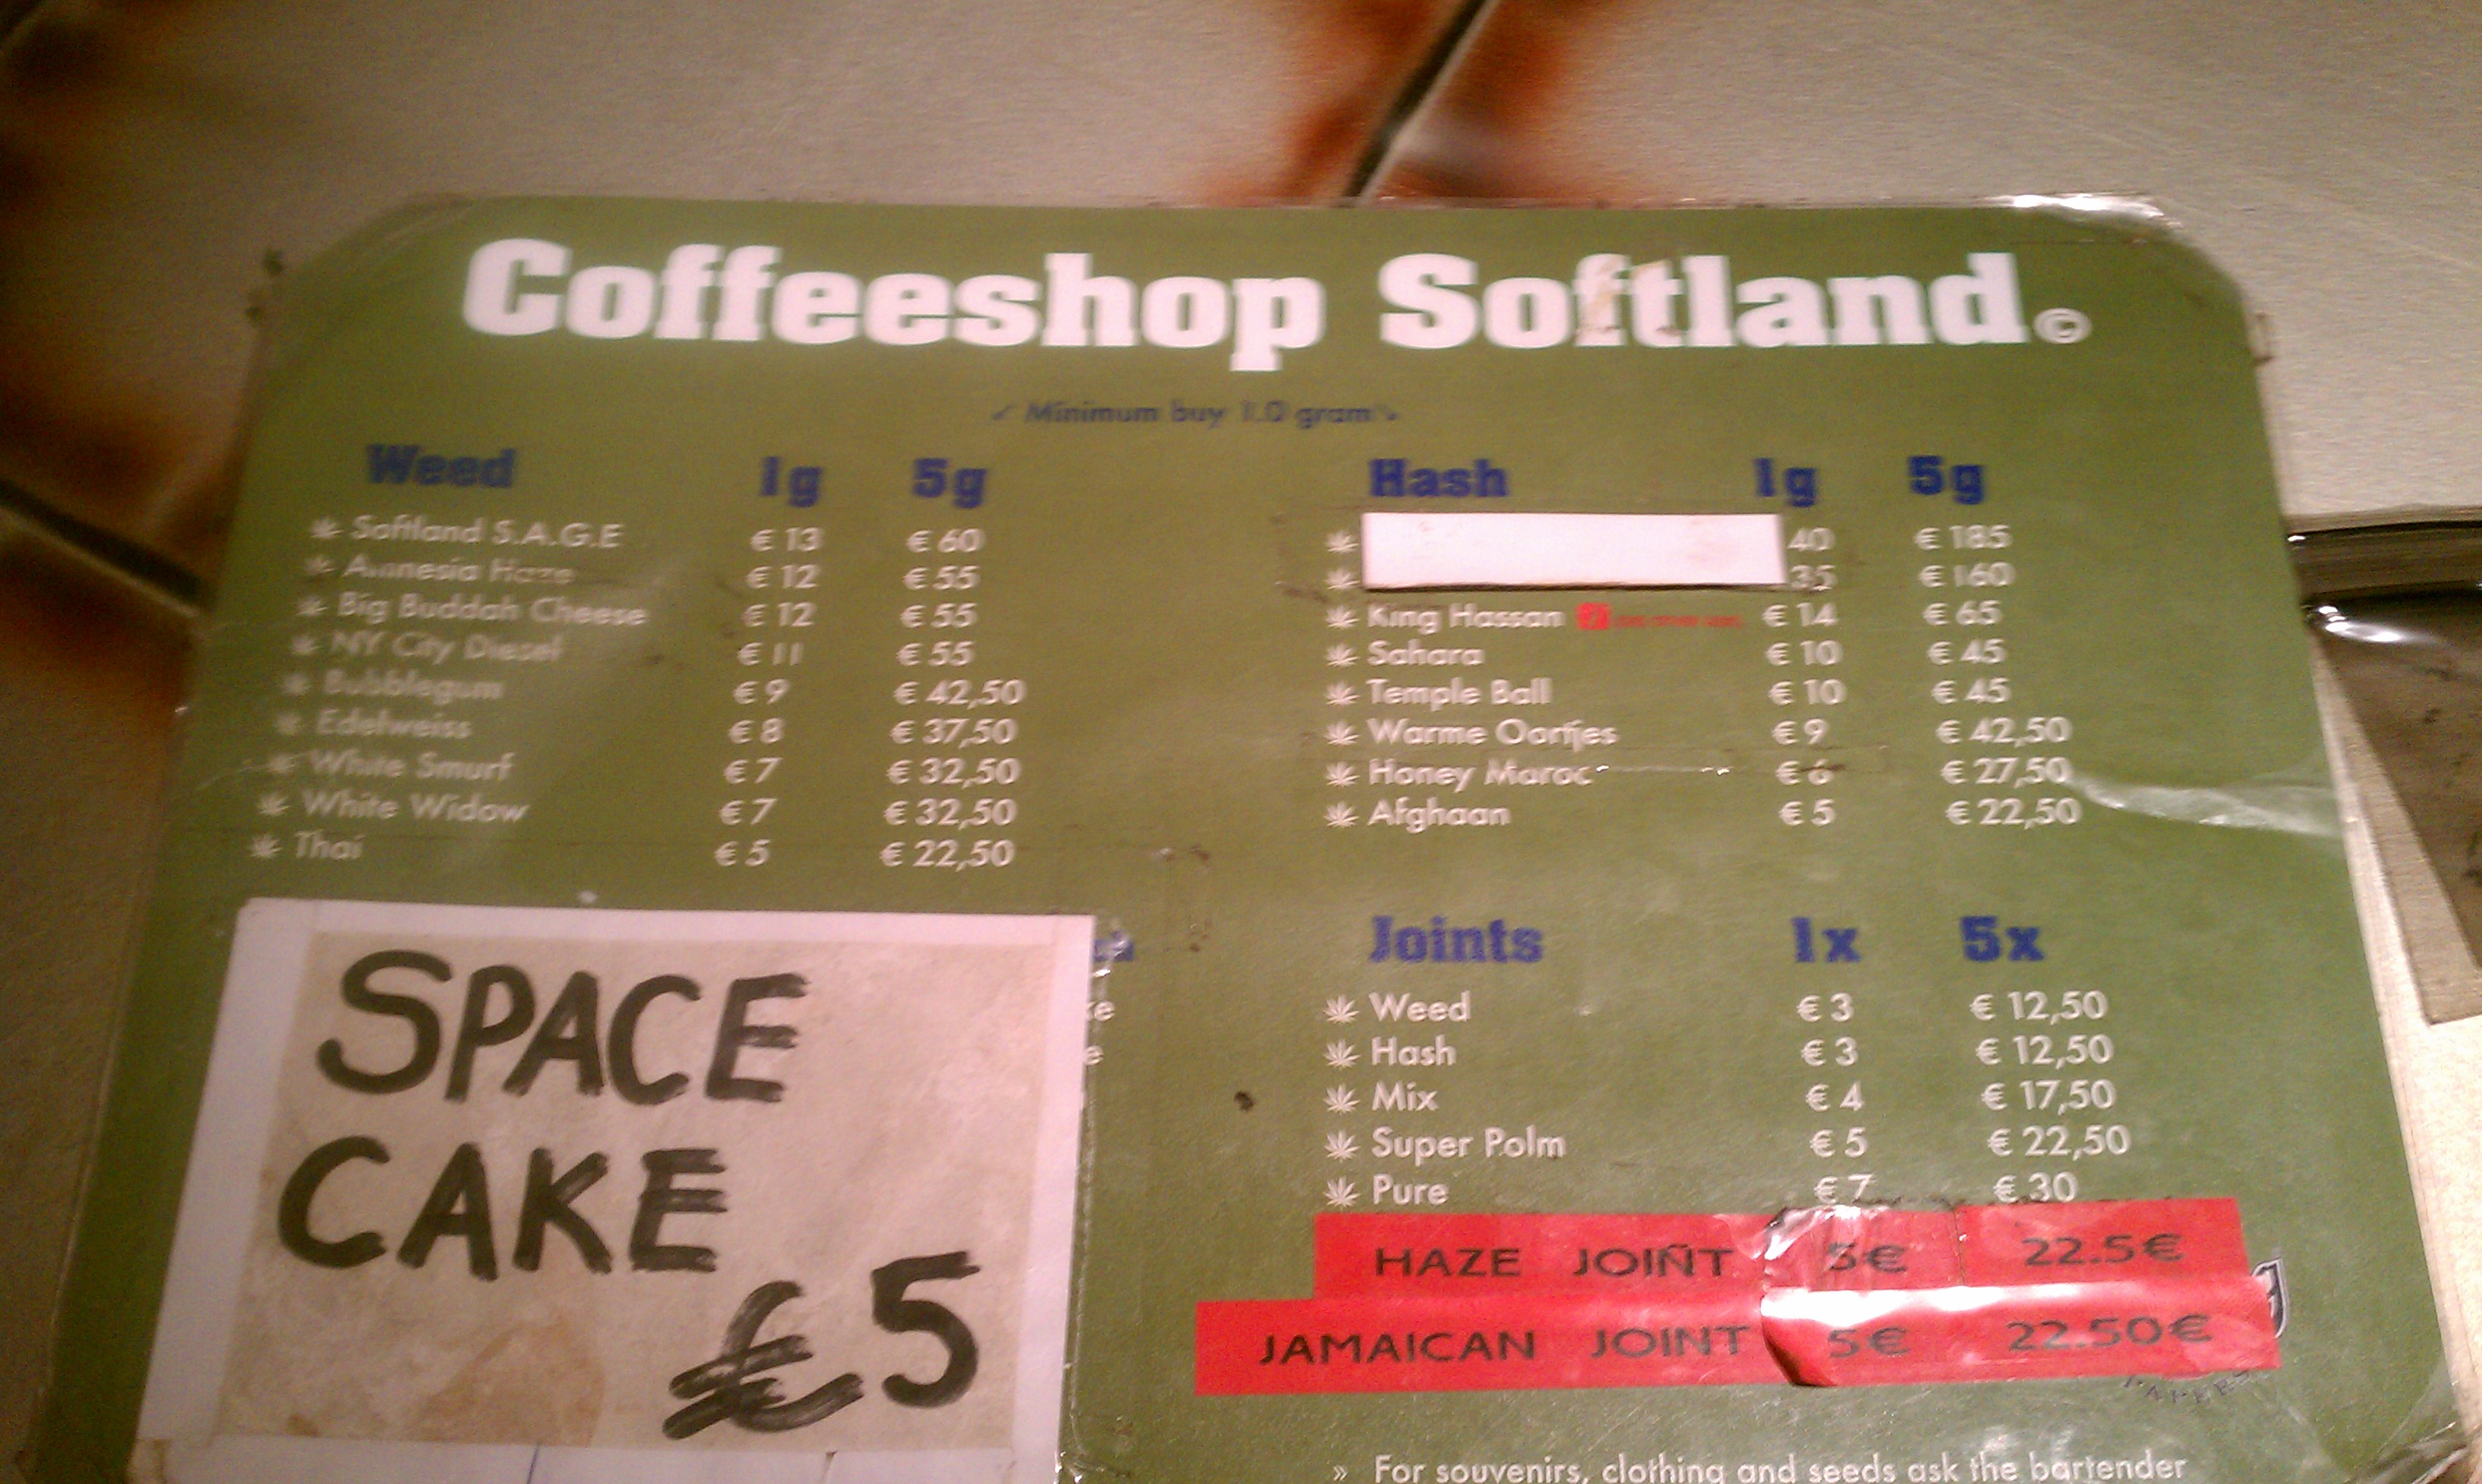 Coffeeshop Softland©
Minimum buy 1.0 gram
Weed 1g 5g
Softland S.A.G.E € 13 € 60
Amnesia Haze € 12 € 55
Big Buddah Cheese € 12 € 55
NY City Diesel € 11 € 55
Bubblegum € 9 € 42,50
Edelweiss € 8 € 37,50
White Smurf € 7 € 32,50
White Widow € 7 € 32,50
Thai € 5 € 22,50
SPACE
CAKE
€5
Hash 1g 5g
40 € 185
35 € 160
King Hassan € 14 € 65
Sahara € 10 € 45
Temple Ball € 10 € 45
Warme Oortjes € 9 € 42,50
Honey Maroc € 6 € 27,50
Afghaan € 5 € 22,50
Joints 1x 5x
Weed € 3 € 12,50
Hash € 3 € 12,50
Mix € 4 € 17,50
Super Polm € 5 € 22,50
Pure € 7 € 30
HAZE JOINT 5€ 22.5€
JAMAICAN JOINT 5€ 22.50€
» For souvenirs, clothing and seeds ask the bartender